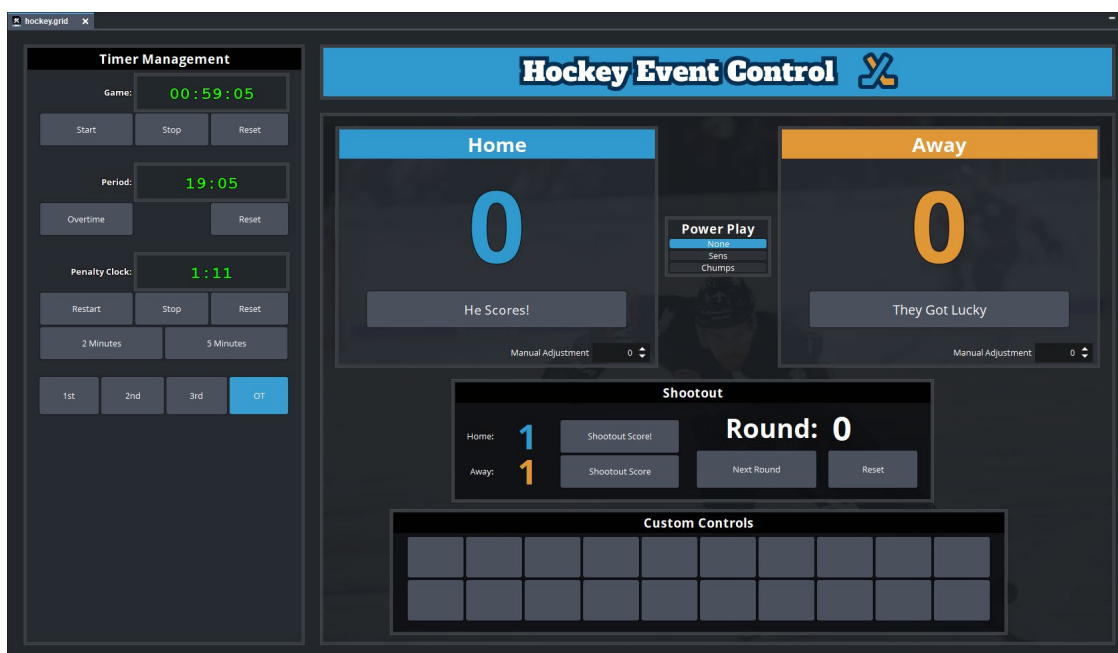 hockey.grid X
Timer Management
Game: 00:59:05
Start Stop Reset
Period: 19:05
Overtime Reset
Penalty Clock: 1:11
Restart Stop Reset
2 Minutes 5 Minutes
1st 2nd 3rd OT
Hockey Event Control
Home
0
He Scores!
Manual Adjustment 0
Power Play
None
Sens
Chumps
Away
0
They Got Lucky
Manual Adjustment 0
Shootout
Home: 1 Shootout Score!
Away: 1 Shootout Score
Round: 0
Next Round Reset
Custom Controls